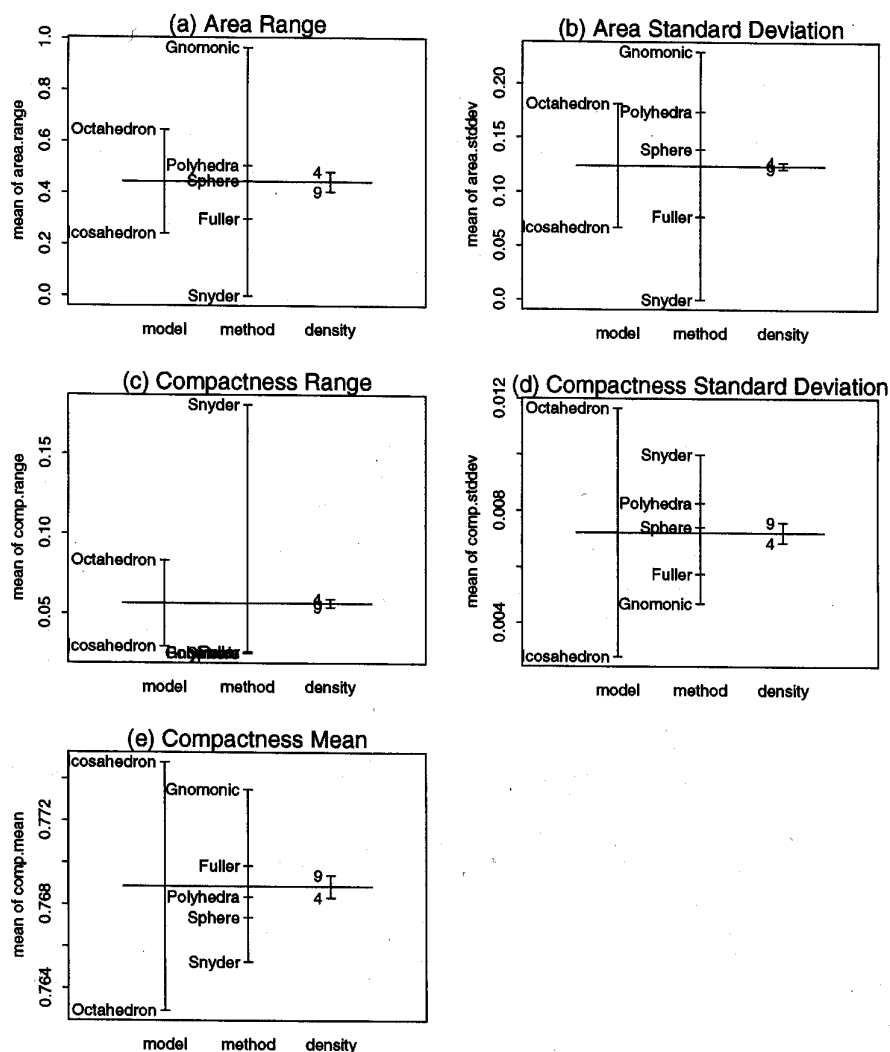 (a) Area Range
mean of area.range
1.0
0.8
0.6
0.4
0.2
0.0
Gnomonic
Octahedron
Polyhedra
4
Sphere
9
Fuller
Icosahedron
Snyder
model method density
(b) Area Standard Deviation
mean of area.stddev
0.20
0.15
0.10
0.05
0.0
Gnomonic
Octahedron
Polyhedra
Sphere
4
9
Fuller
Icosahedron
Snyder
model method density
(c) Compactness Range
mean of comp.range
0.15
0.10
0.05
Snyder
Octahedron
4
9
Icosahedron
model method density
(d) Compactness Standard Deviation
mean of comp.stddev
0.012
0.008
0.004
Octahedron
Snyder
Polyhedra
9
Sphere
4
Fuller
Gnomonic
Icosahedron
model method density
(e) Compactness Mean
mean of comp.mean
0.772
0.768
0.764
Icosahedron
Gnomonic
Fuller
9
Polyhedra
4
Sphere
Snyder
Octahedron
model method density